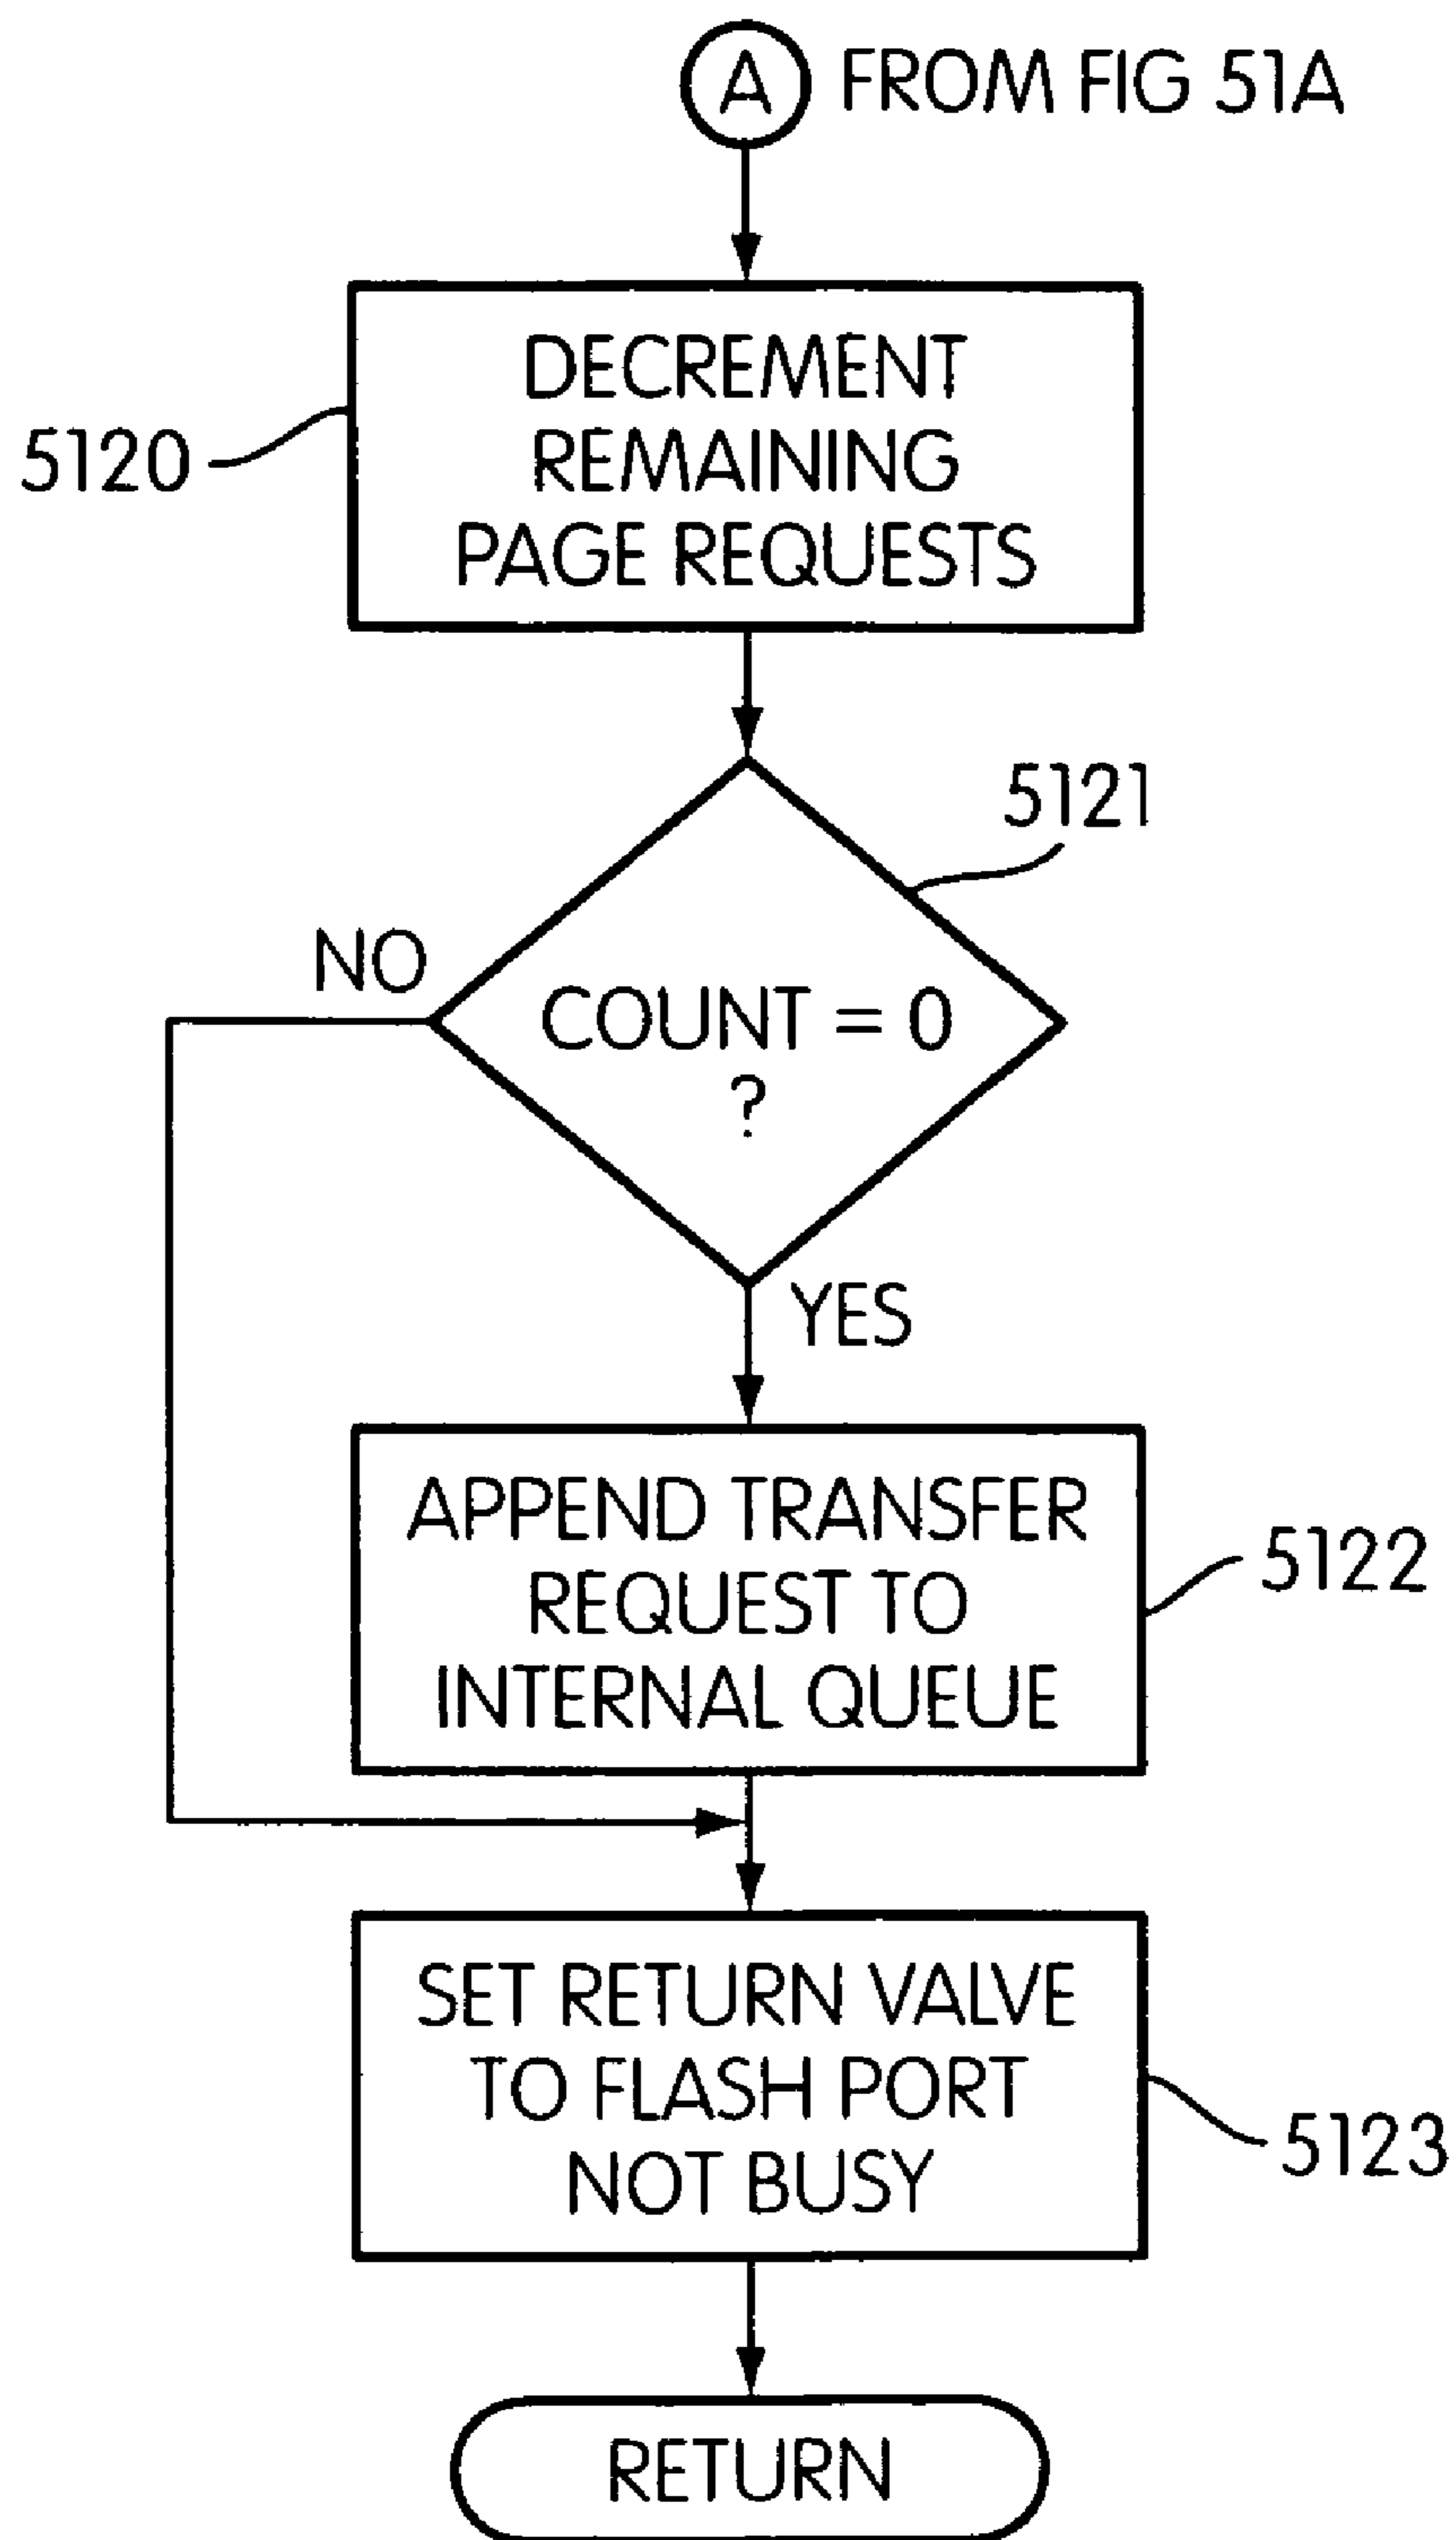 A FROM FIG 51A
DECREMENT
REMAINING
PAGE REQUESTS
5120
5121
NO
COUNT = 0
?
YES
APPEND TRANSFER
REQUEST TO
INTERNAL QUEUE
5122
SET RETURN VALVE
TO FLASH PORT
NOT BUSY
5123
RETURN